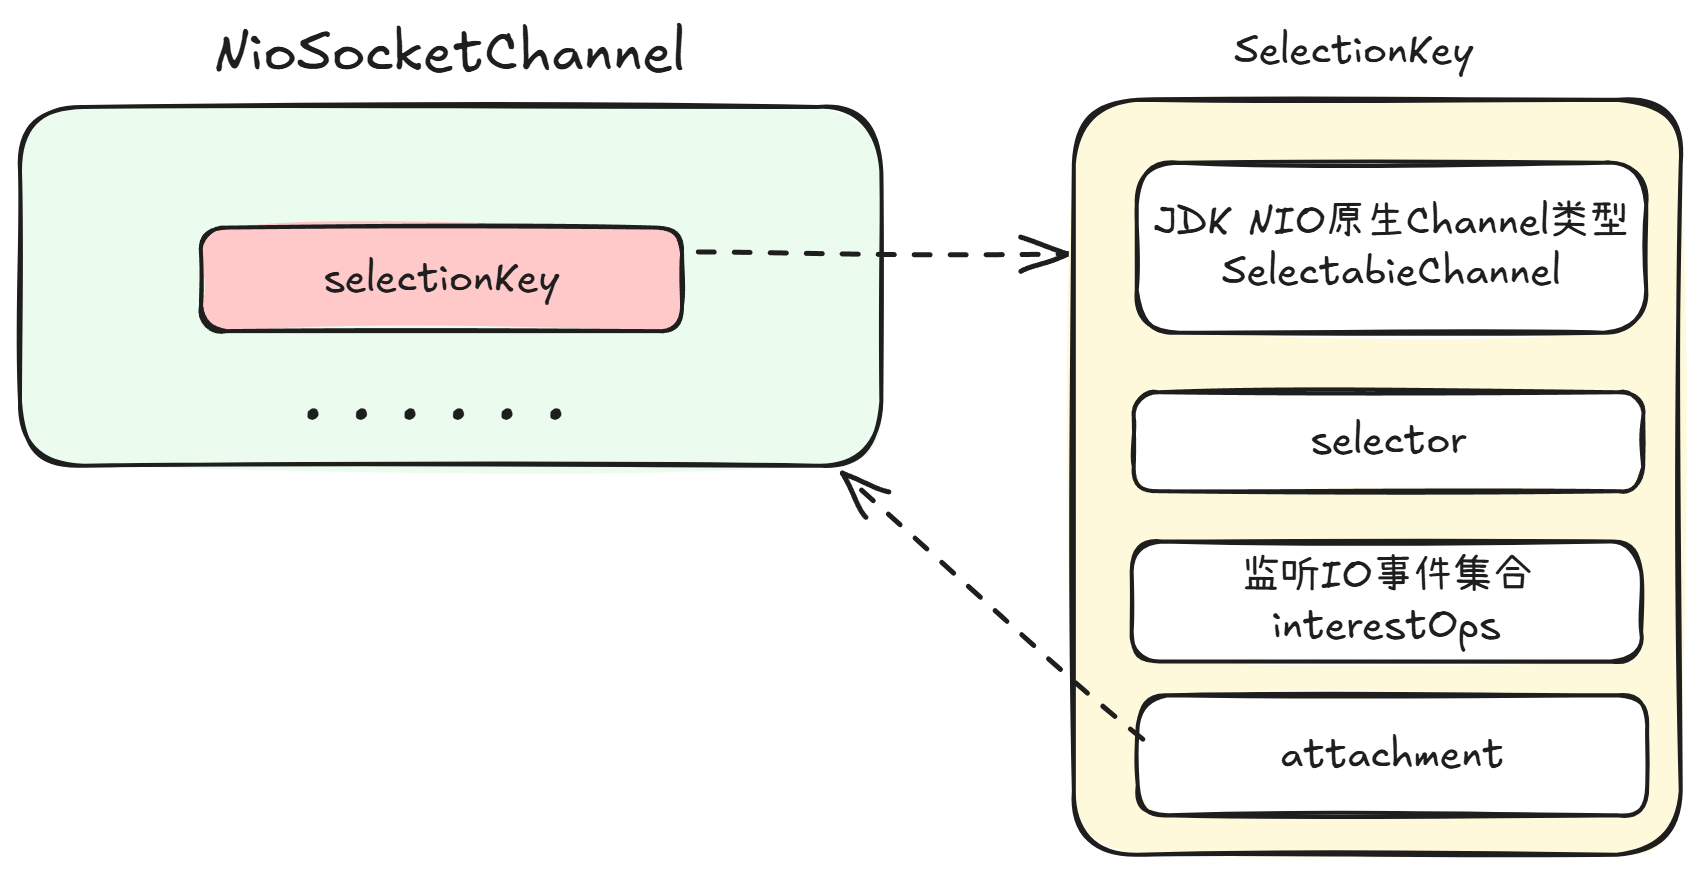 NioSocketChannel
selectionKey
SelectionKey
JDK NIO原生Channel类型
SelectabieChannel
selector
监听IO事件集合
interestOps
attachment